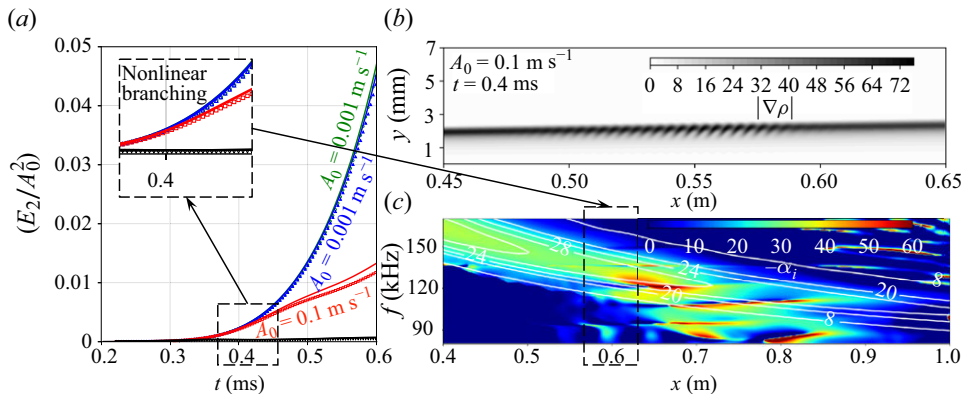 (a)
(E₂/A₀²)
0.05
0.04
0.03
0.02
0.01
0
Nonlinear
branching
0.4
A₀ = 0.001 m s⁻¹
A₀ = 0.001 m s⁻¹
A₀ = 0.1 m s⁻¹
0.2 0.3 0.4 0.5 0.6
t (ms)
(b)
y (mm)
7
5
3
1
A₀ = 0.1 m s⁻¹
t = 0.4 ms
0 8 16 24 32 40 48 56 64 72
|∇ρ|
0.45 0.50 0.55 0.60 0.65
x (m)
(c)
f (kHz)
150
120
90
0 10 20 30 40 50 60
−αᵢ
24
28
24
20
20
8
8
0.4 0.5 0.6 0.7 0.8 0.9 1.0
x (m)